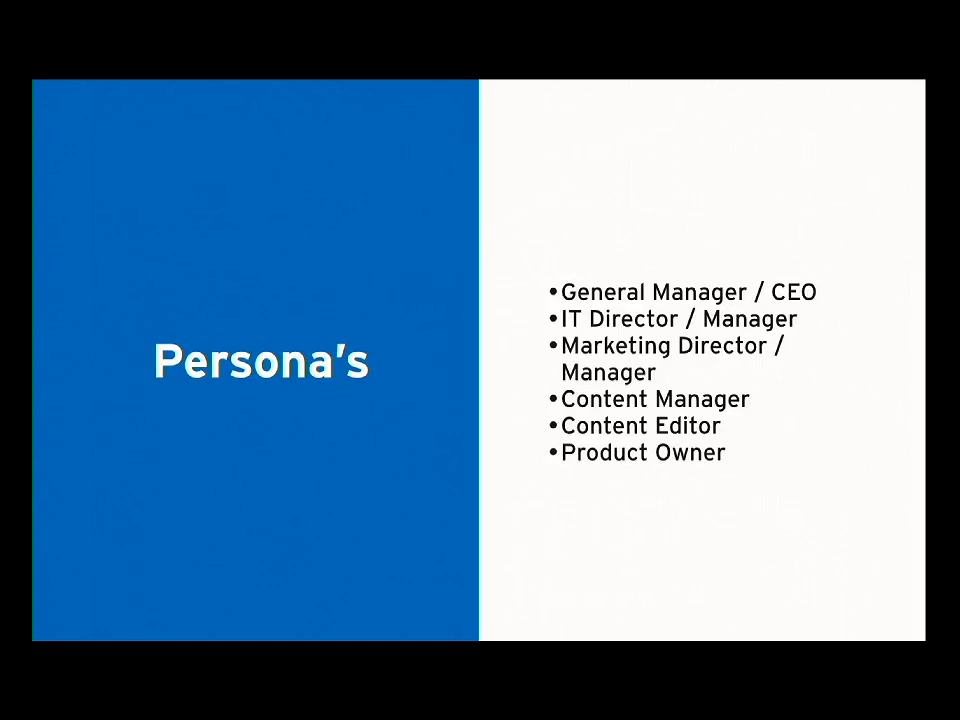 Persona's
•General Manager / CEO
•IT Director / Manager
•Marketing Director /
Manager
•Content Manager
•Content Editor
•Product Owner